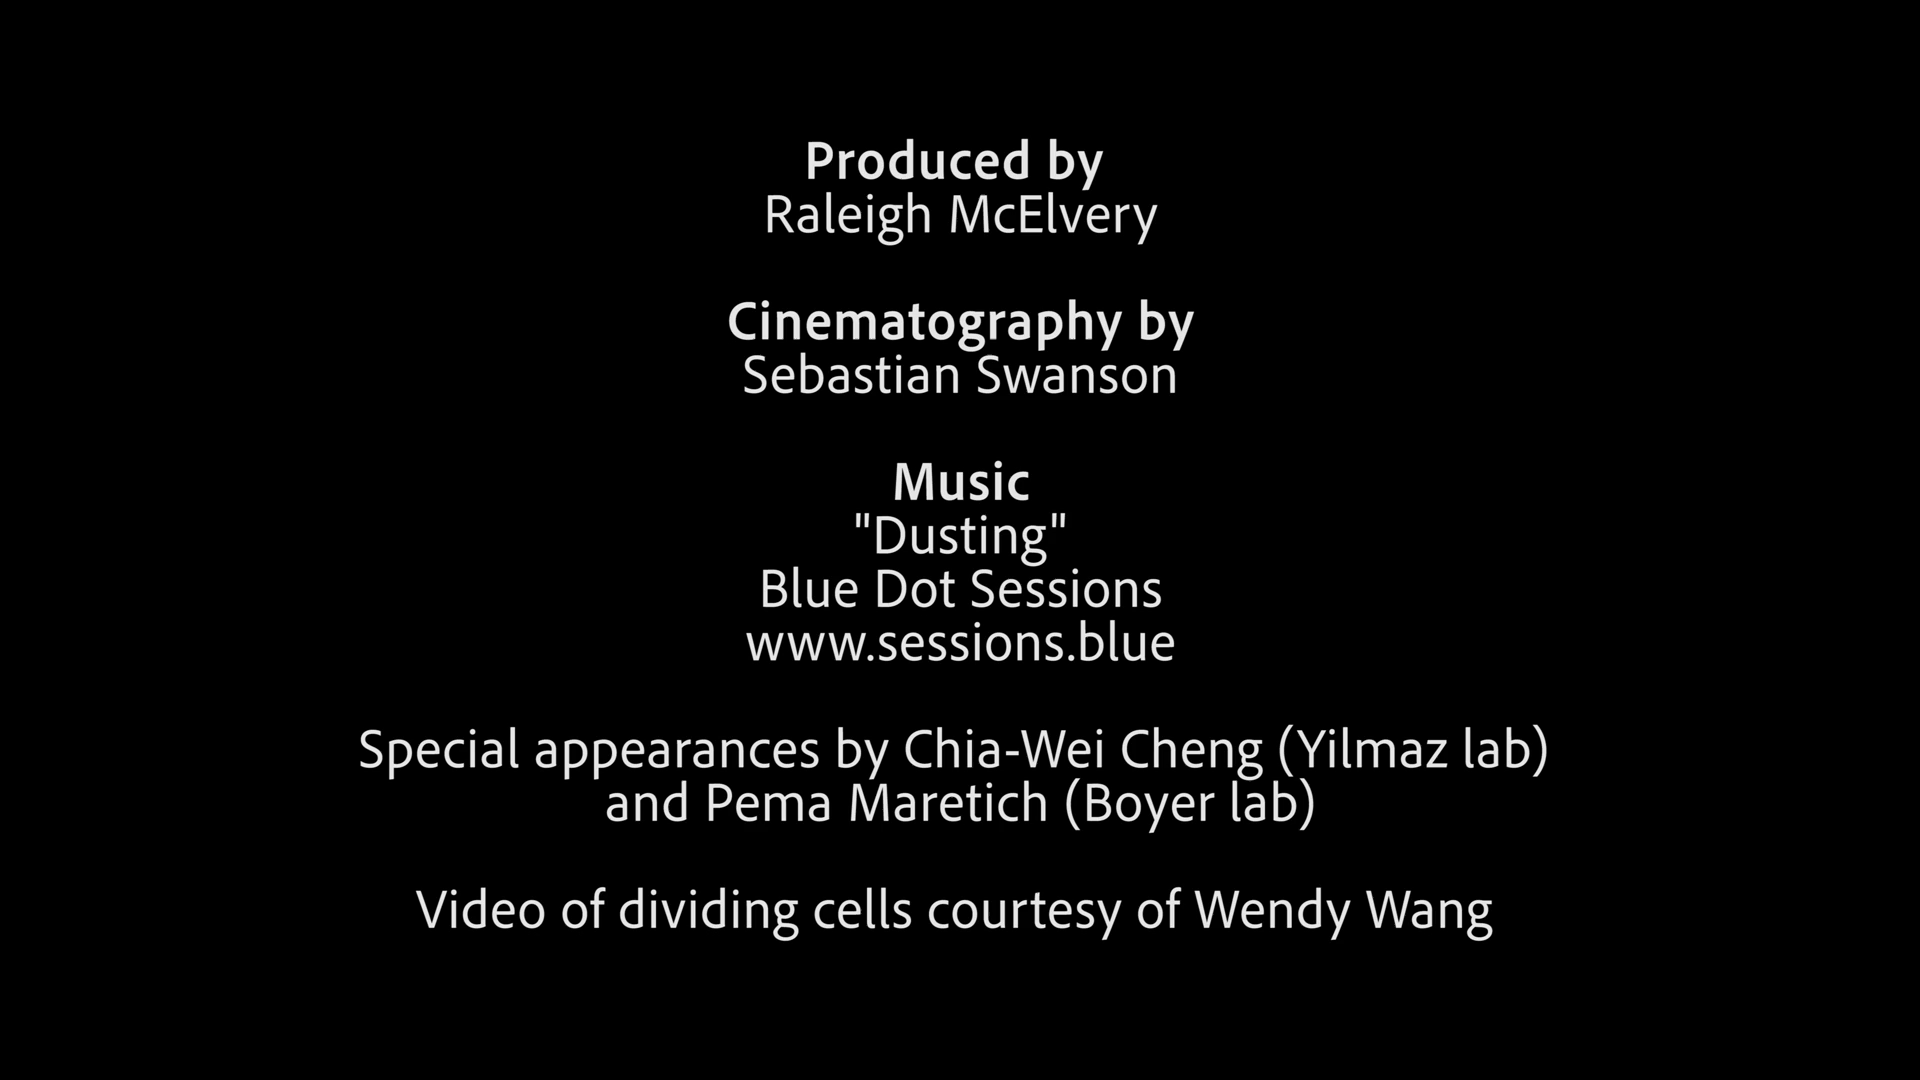 Produced by
Raleigh McElvery
Cinematography by
Sebastian Swanson
Music
"Dusting"
Blue Dot Sessions
www.sessions.blue
Special appearances by Chia-Wei Cheng (Yilmaz lab)
and Pema Maretich (Boyer lab)
Video of dividing cells courtesy of Wendy Wang